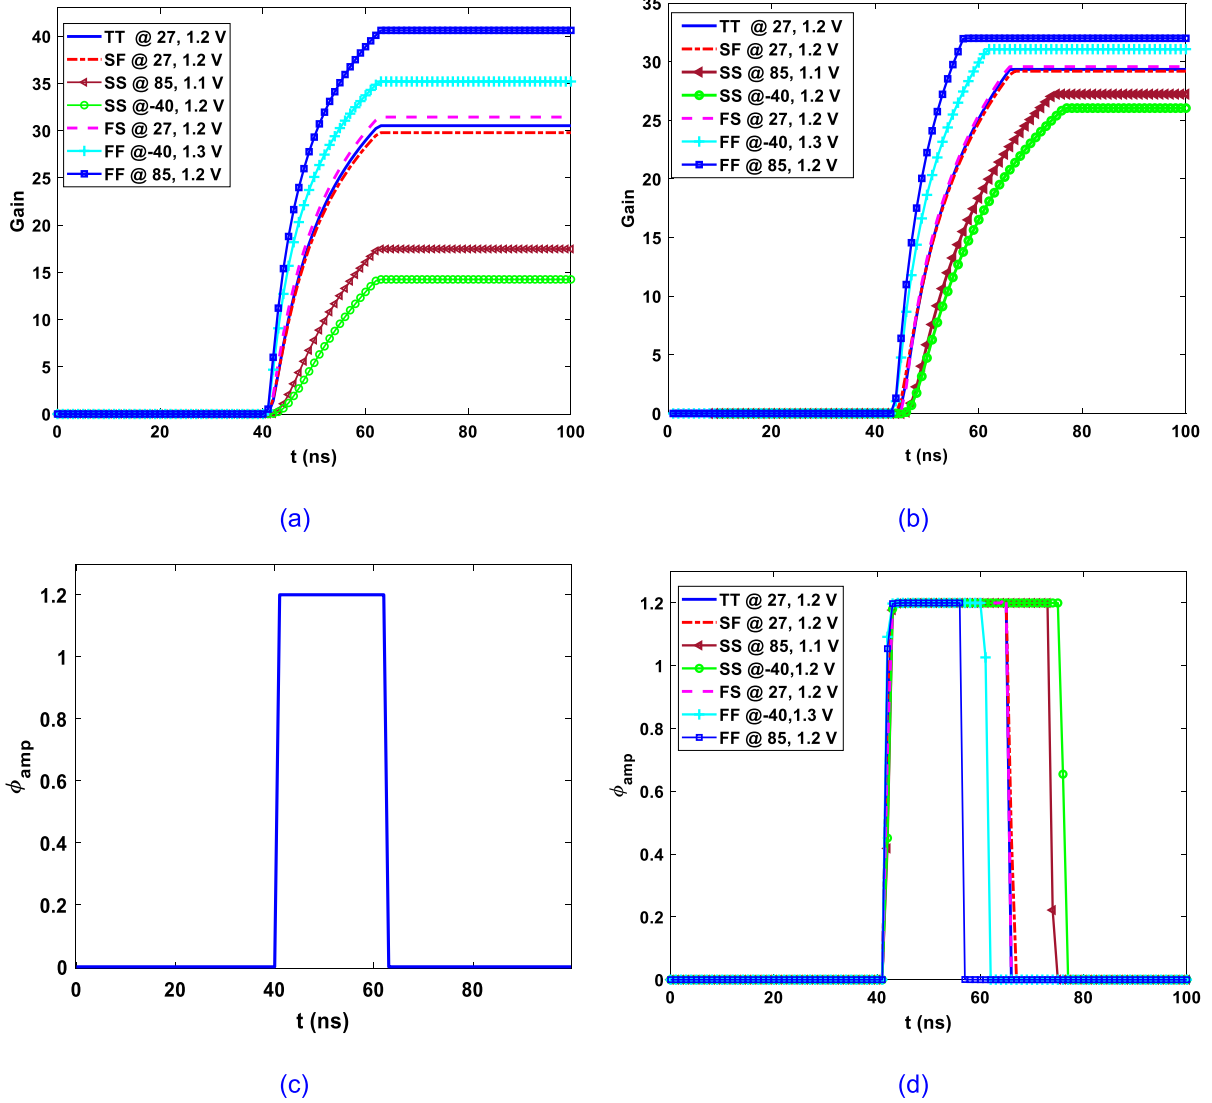 40
35
30
25
20
15
10
5
0
Gain
TT @ 27, 1.2 V
SF @ 27, 1.2 V
SS @ 85, 1.1 V
SS @-40, 1.2 V
FS @ 27, 1.2 V
FF @-40, 1.3 V
FF @ 85, 1.2 V
0 20 40 60 80 100
t (ns)
(a)
35
30
25
20
15
10
5
0
Gain
TT @ 27, 1.2 V
SF @ 27, 1.2 V
SS @ 85, 1.1 V
SS @-40, 1.2 V
FS @ 27, 1.2 V
FF @-40, 1.3 V
FF @ 85, 1.2 V
0 20 40 60 80 100
t (ns)
(b)
1.2
1
0.8
0.6
0.4
0.2
0
ϕamp
0 20 40 60 80
t (ns)
(c)
1.2
1
0.8
0.6
0.4
0.2
0
ϕamp
TT @ 27, 1.2 V
SF @ 27, 1.2 V
SS @ 85, 1.1 V
SS @-40,1.2 V
FS @ 27, 1.2 V
FF @-40,1.3 V
FF @ 85, 1.2 V
0 20 40 60 80 100
t (ns)
(d)